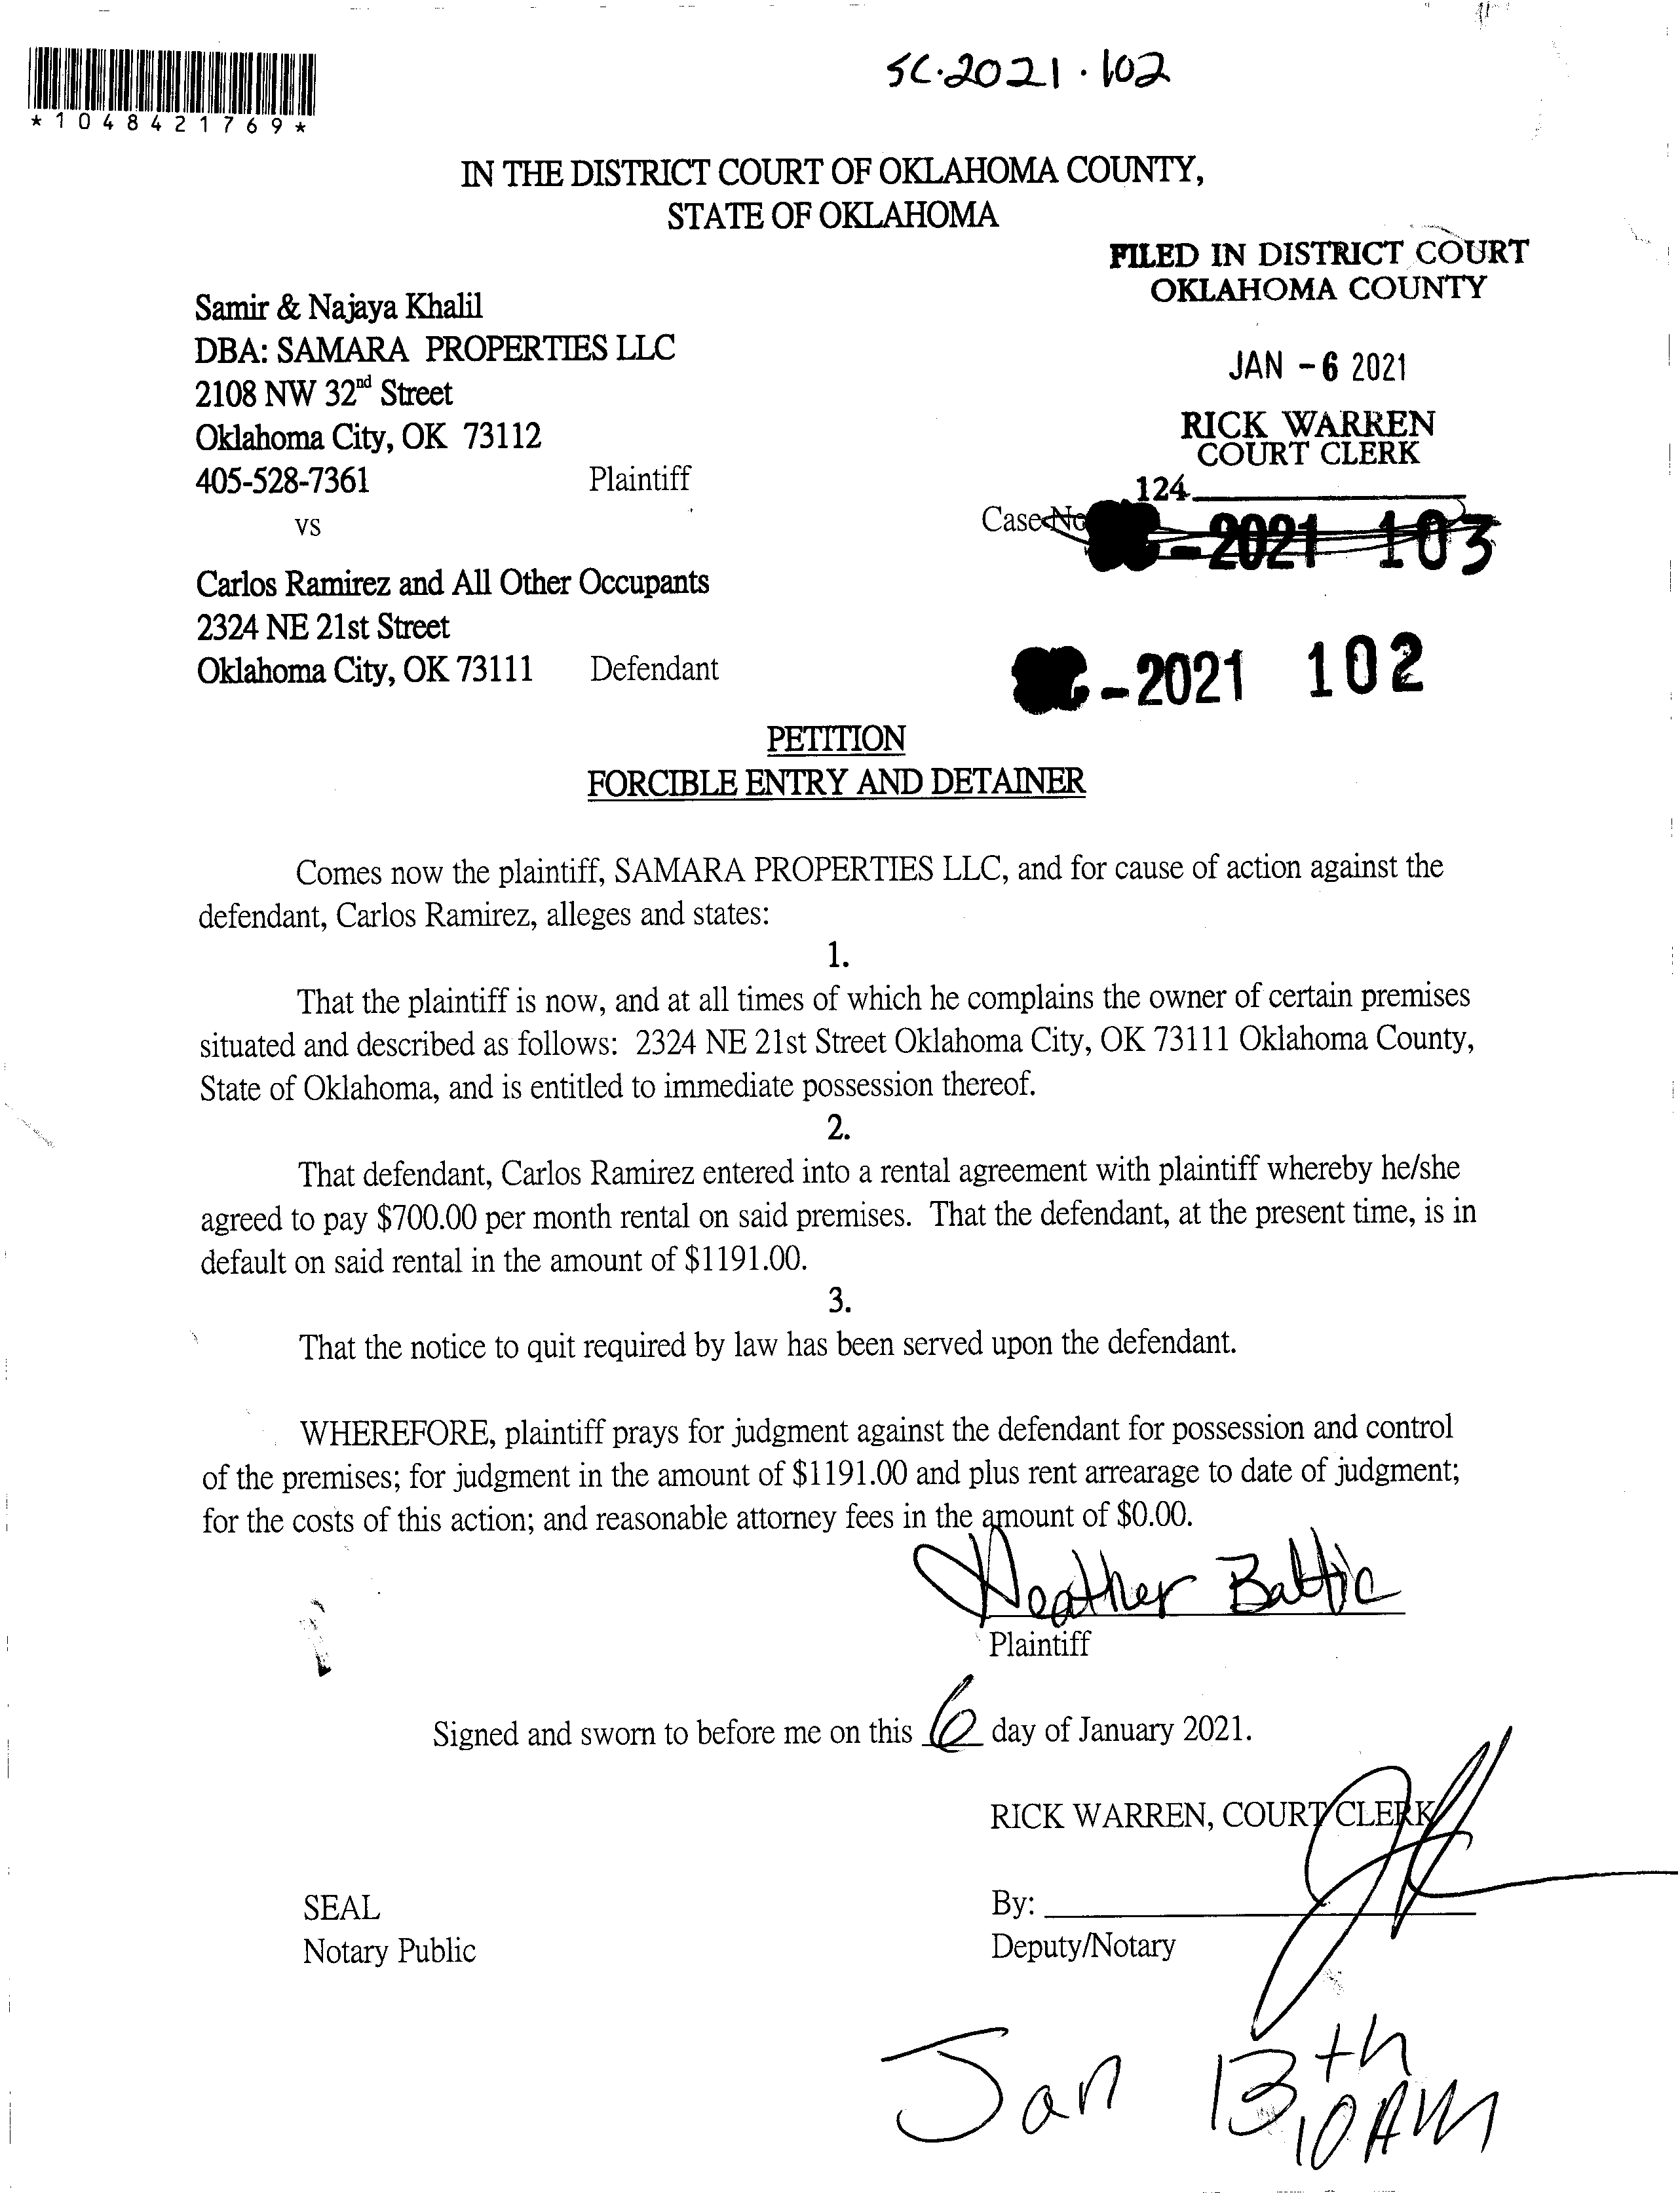 SC·2021·102
*1048421769*
IN THE DISTRICT COURT OF OKLAHOMA COUNTY,
STATE OF OKLAHOMA
FILED IN DISTRICT COURT
OKLAHOMA COUNTY
JAN -6 2021
RICK WARREN
COURT CLERK
124
Samir & Najaya Khalil
DBA: SAMARA PROPERTIES LLC
2108 NW 32nd Street
Oklahoma City, OK 73112
405-528-7361 Plaintiff
vs
Case No
-2021 103
Carlos Ramirez and All Other Occupants
2324 NE 21st Street
Oklahoma City, OK 73111 Defendant
-2021 102
PETITION
FORCIBLE ENTRY AND DETAINER
Comes now the plaintiff, SAMARA PROPERTIES LLC, and for cause of action against the
defendant, Carlos Ramirez, alleges and states:
1.
That the plaintiff is now, and at all times of which he complains the owner of certain premises
situated and described as follows: 2324 NE 21st Street Oklahoma City, OK 73111 Oklahoma County,
State of Oklahoma, and is entitled to immediate possession thereof.
2.
That defendant, Carlos Ramirez entered into a rental agreement with plaintiff whereby he/she
agreed to pay $700.00 per month rental on said premises. That the defendant, at the present time, is in
default on said rental in the amount of $1191.00.
3.
That the notice to quit required by law has been served upon the defendant.
WHEREFORE, plaintiff prays for judgment against the defendant for possession and control
of the premises; for judgment in the amount of $1191.00 and plus rent arrearage to date of judgment;
for the costs of this action; and reasonable attorney fees in the amount of $0.00.
Heather Baltic
Plaintiff
Signed and sworn to before me on this 6 day of January 2021.
RICK WARREN, COURT CLERK
SEAL
Notary Public
By:
Deputy/Notary
Jan 13th
10AM